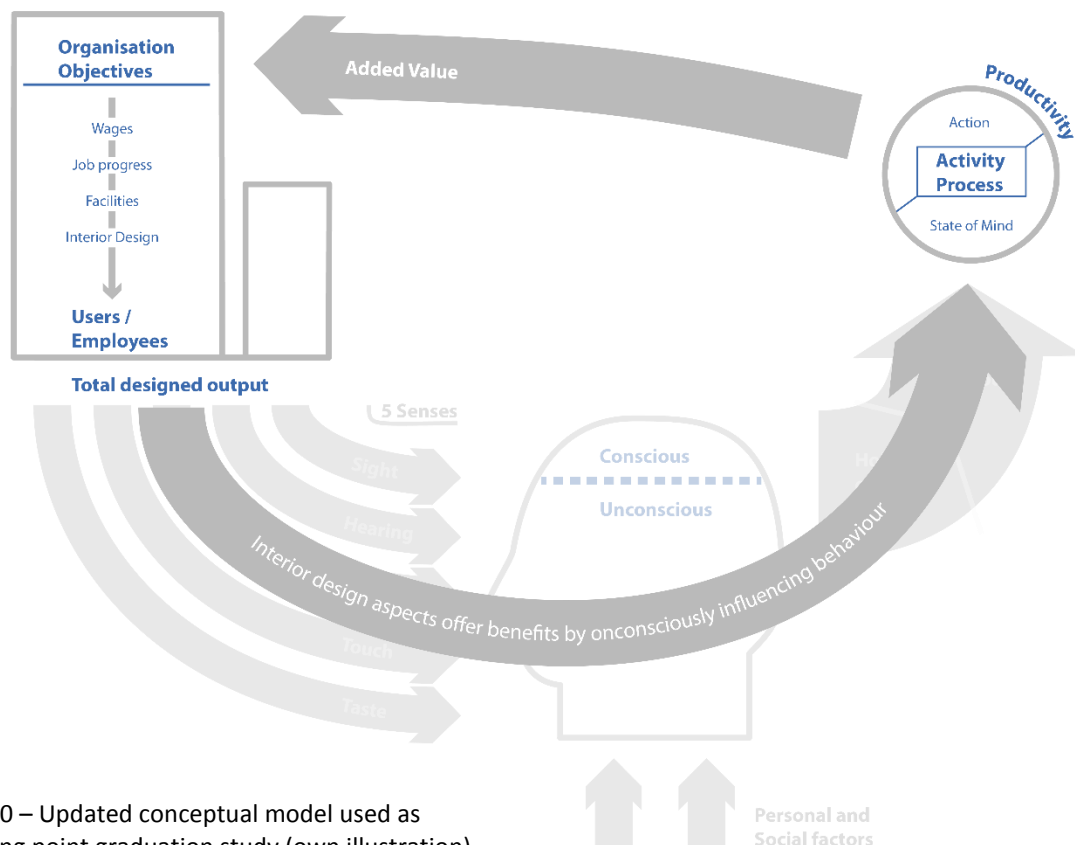 Organisation
Objectives
Wages
Job progress
Facilities
Interior Design
Users /
Employees
Total designed output
Added Value
Productivity
Action
Activity
Process
State of Mind
5 Senses
Sight
Hearing
Touch
Taste
Conscious
Unconscious
Interior design aspects offer benefits by onconsciously influencing behaviour
Personal and
Social factors
0 – Updated conceptual model used as
ng point graduation study (own illustration)